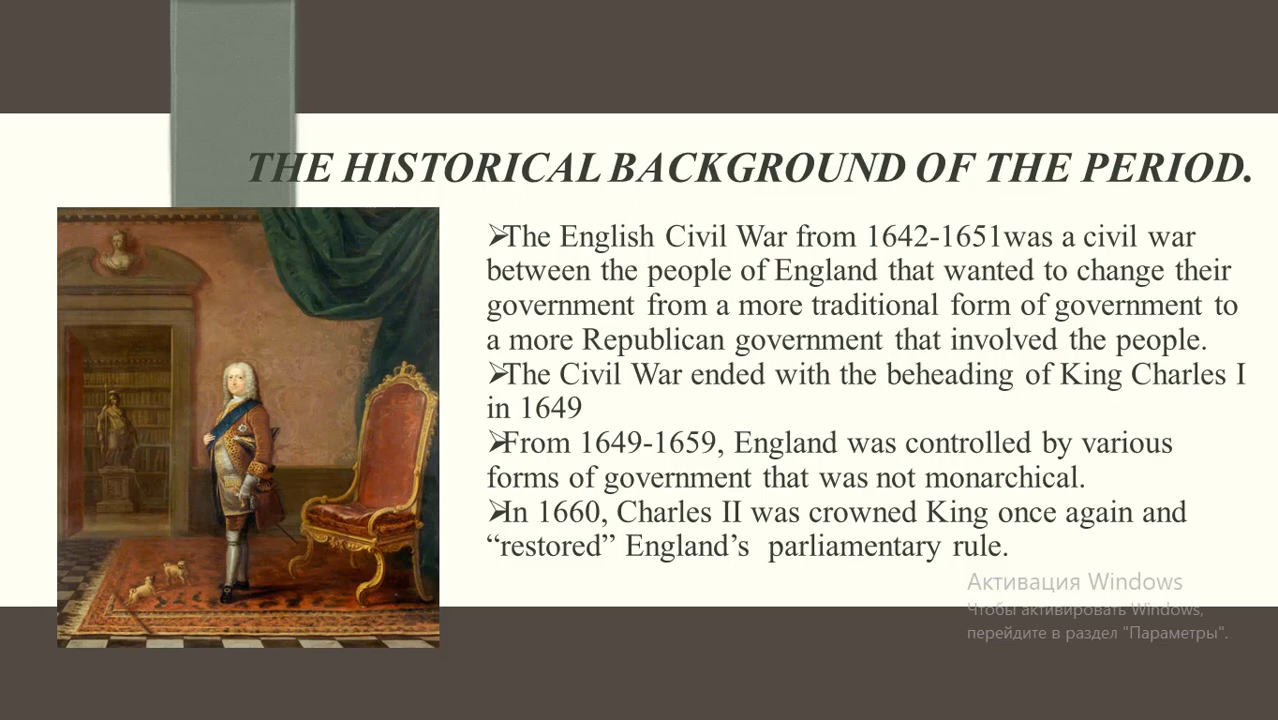 THE HISTORICAL BACKGROUND OF THE PERIOD.
➢The English Civil War from 1642-1651was a civil war
between the people of England that wanted to change their
government from a more traditional form of government to
a more Republican government that involved the people.
➢The Civil War ended with the beheading of King Charles I
in 1649
➢From 1649-1659, England was controlled by various
forms of government that was not monarchical.
➢In 1660, Charles II was crowned King once again and
“restored” England’s parliamentary rule.
Активация Windows
Чтобы активировать Windows,
перейдите в раздел "Параметры".